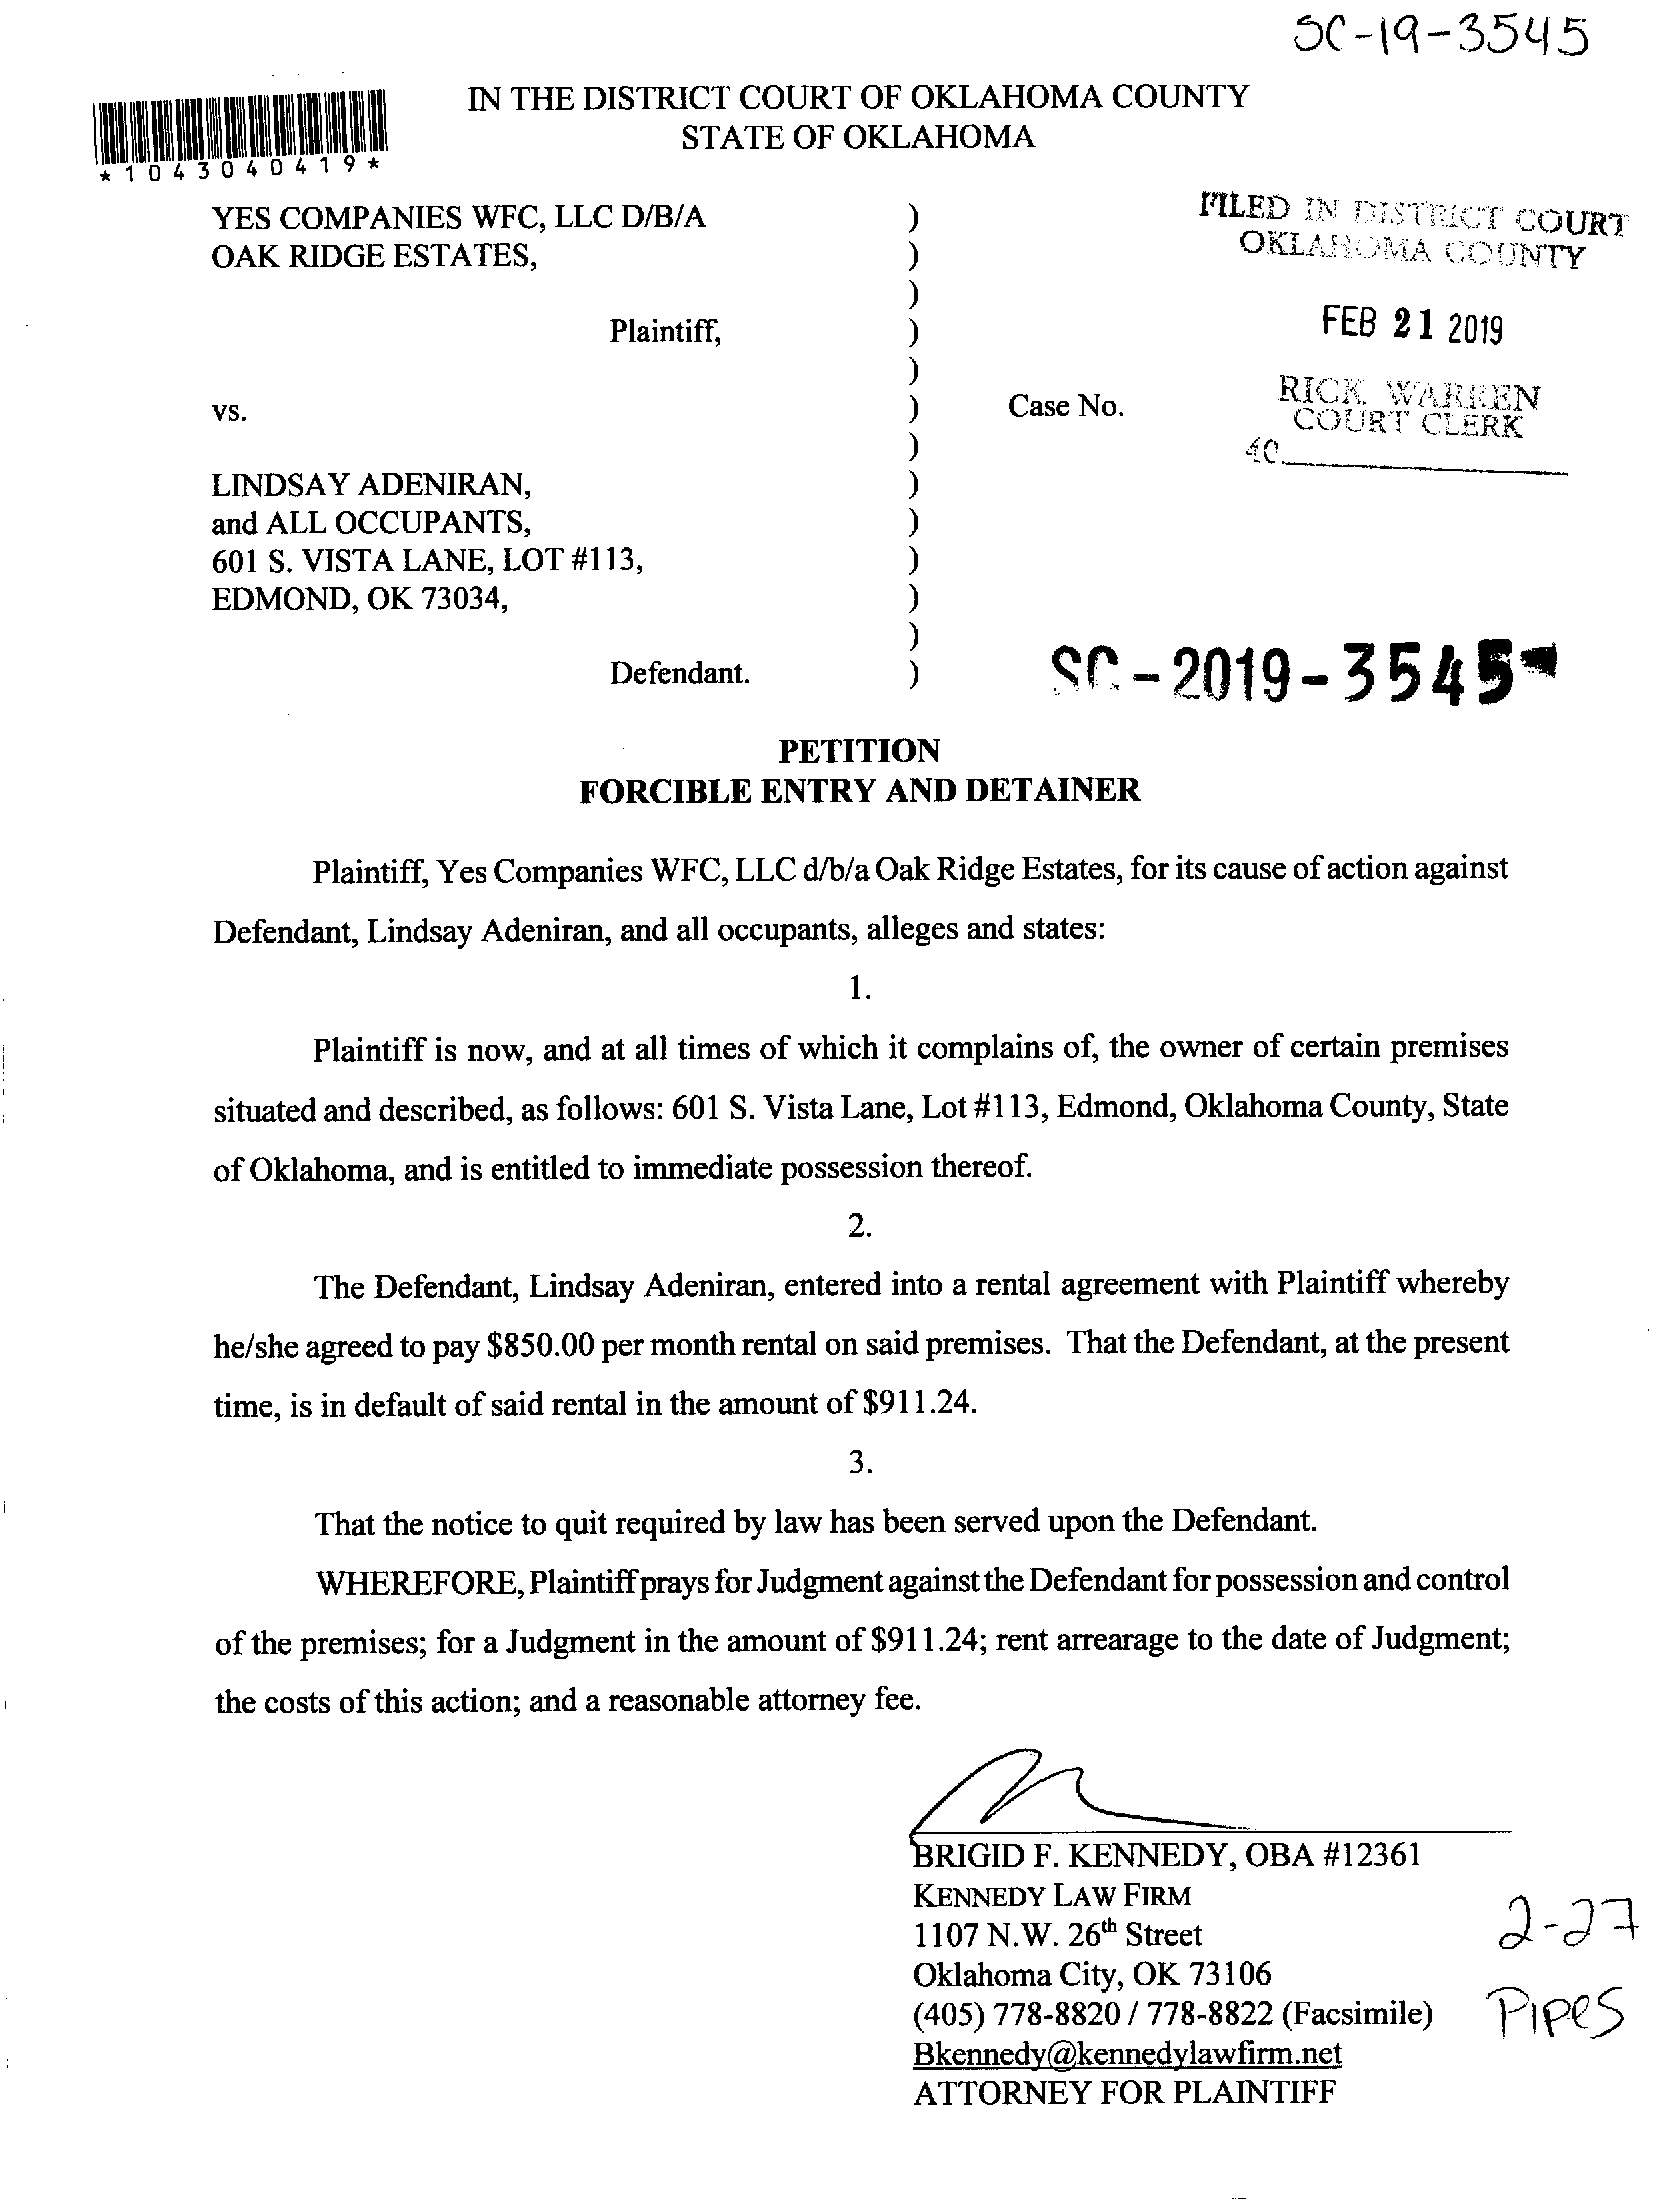 SC-19-3545
IN THE DISTRICT COURT OF OKLAHOMA COUNTY
STATE OF OKLAHOMA
*1043040419*
YES COMPANIES WFC, LLC D/B/A )
OAK RIDGE ESTATES, )
)
Plaintiff, )
)
vs. ) Case No.
)
LINDSAY ADENIRAN, )
and ALL OCCUPANTS, )
601 S. VISTA LANE, LOT #113, )
EDMOND, OK 73034, )
)
Defendant. )
FILED IN DISTRICT COURT
OKLAHOMA COUNTY
FEB 21 2019
RICK WARREN
COURT CLERK
40
SC-2019-3545
PETITION
FORCIBLE ENTRY AND DETAINER
Plaintiff, Yes Companies WFC, LLC d/b/a Oak Ridge Estates, for its cause of action against
Defendant, Lindsay Adeniran, and all occupants, alleges and states:
1.
Plaintiff is now, and at all times of which it complains of, the owner of certain premises
situated and described, as follows: 601 S. Vista Lane, Lot #113, Edmond, Oklahoma County, State
of Oklahoma, and is entitled to immediate possession thereof.
2.
The Defendant, Lindsay Adeniran, entered into a rental agreement with Plaintiff whereby
he/she agreed to pay $850.00 per month rental on said premises. That the Defendant, at the present
time, is in default of said rental in the amount of $911.24.
3.
That the notice to quit required by law has been served upon the Defendant.
WHEREFORE, Plaintiff prays for Judgment against the Defendant for possession and control
of the premises; for a Judgment in the amount of $911.24; rent arrearage to the date of Judgment;
the costs of this action; and a reasonable attorney fee.
BRIGID F. KENNEDY, OBA #12361
KENNEDY LAW FIRM
1107 N.W. 26th Street
Oklahoma City, OK 73106
(405) 778-8820 / 778-8822 (Facsimile)
Bkennedy@kennedylawfirm.net
ATTORNEY FOR PLAINTIFF
2-27
Pipes